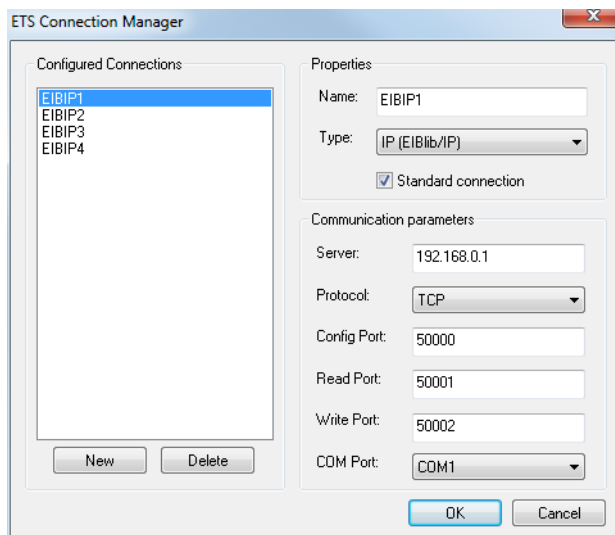 ETS Connection Manager
Configured Connections
EIBIP1
EIBIP2
EIBIP3
EIBIP4
New
Delete
Properties
Name: EIBIP1
Type: IP (EIBlib/IP)
Standard connection
Communication parameters
Server: 192.168.0.1
Protocol: TCP
Config Port: 50000
Read Port: 50001
Write Port: 50002
COM Port: COM1
OK
Cancel